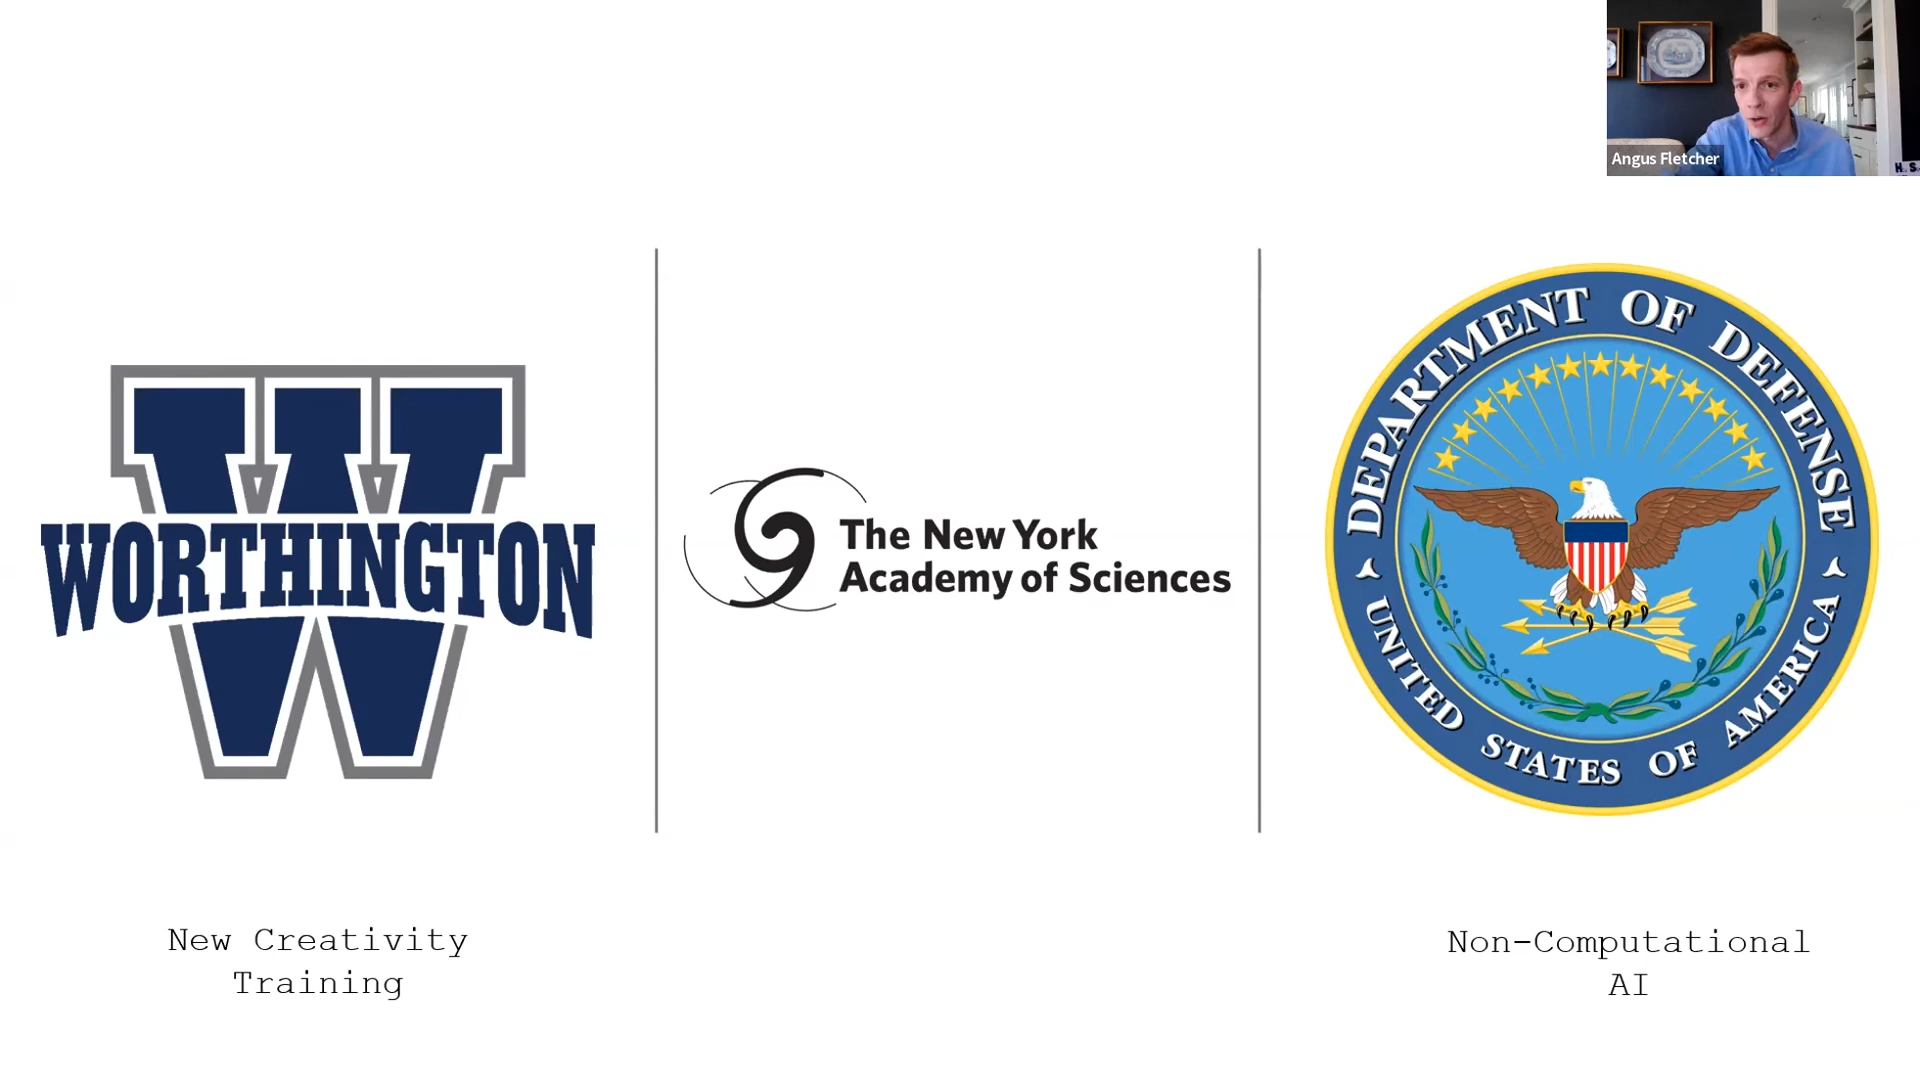 Angus Fletcher
H.S.
WORTHINGTON
The New York
Academy of Sciences
DEPARTMENT OF DEFENSE
UNITED STATES OF AMERICA
New Creativity
Training
Non-Computational
AI